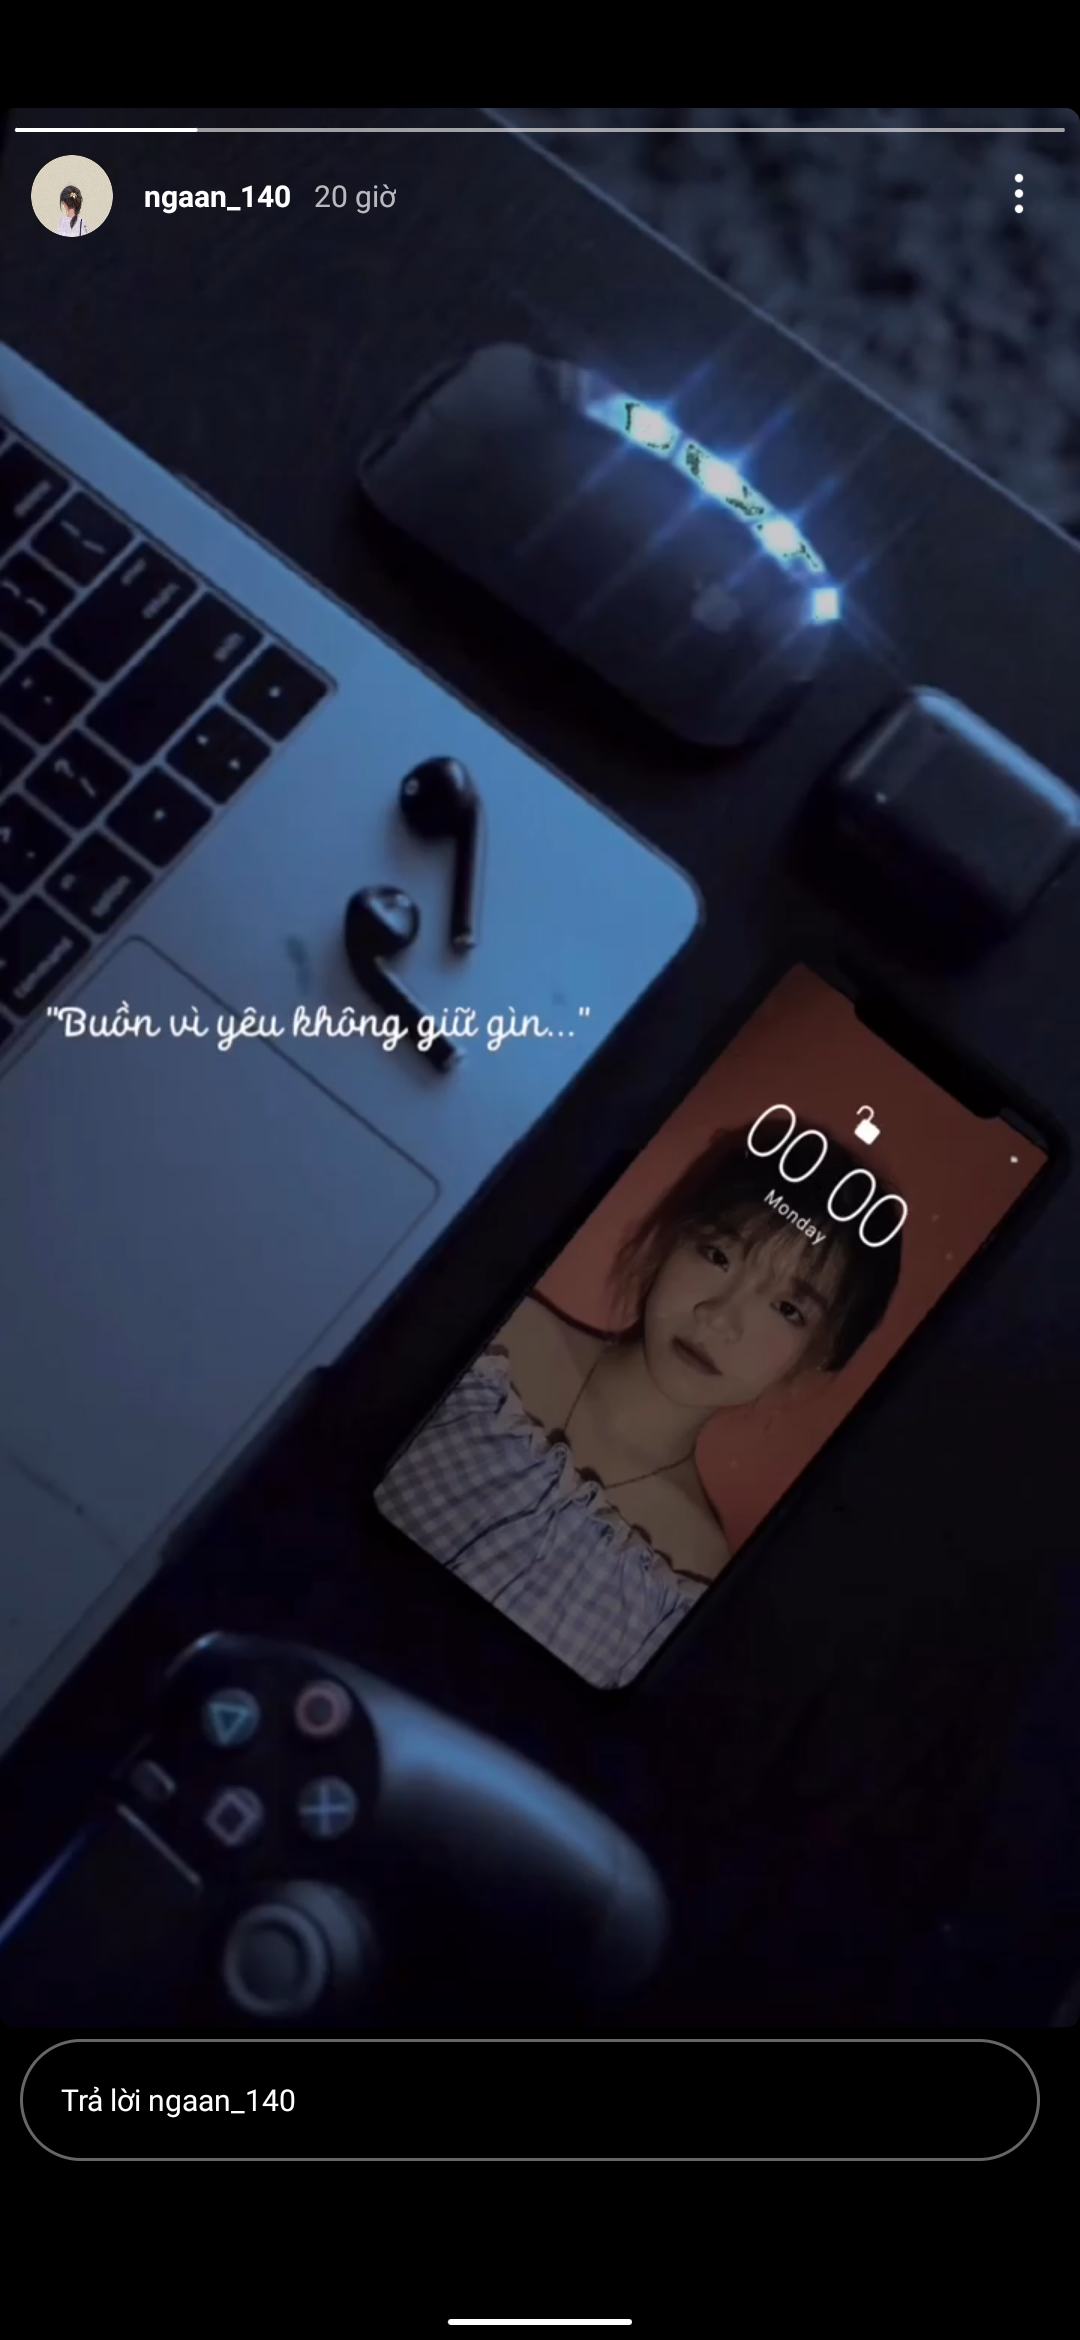 ngaan_140 20 giờ
"Buồn vì yêu không giữ gìn..."
00 00
Monday
Trả lời ngaan_140